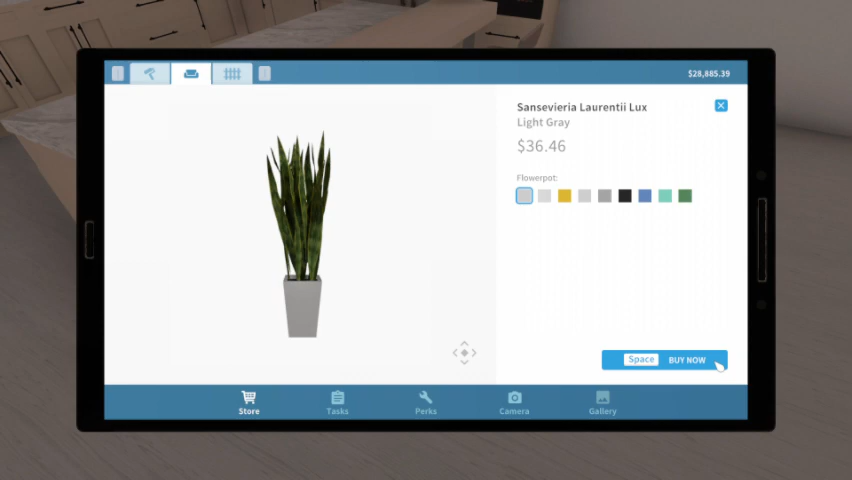 $28,885.39
Sansevieria Laurentii Lux
Light Gray
$36.46
Flowerpot:
Space BUY NOW
Store Tasks Perks Camera Gallery